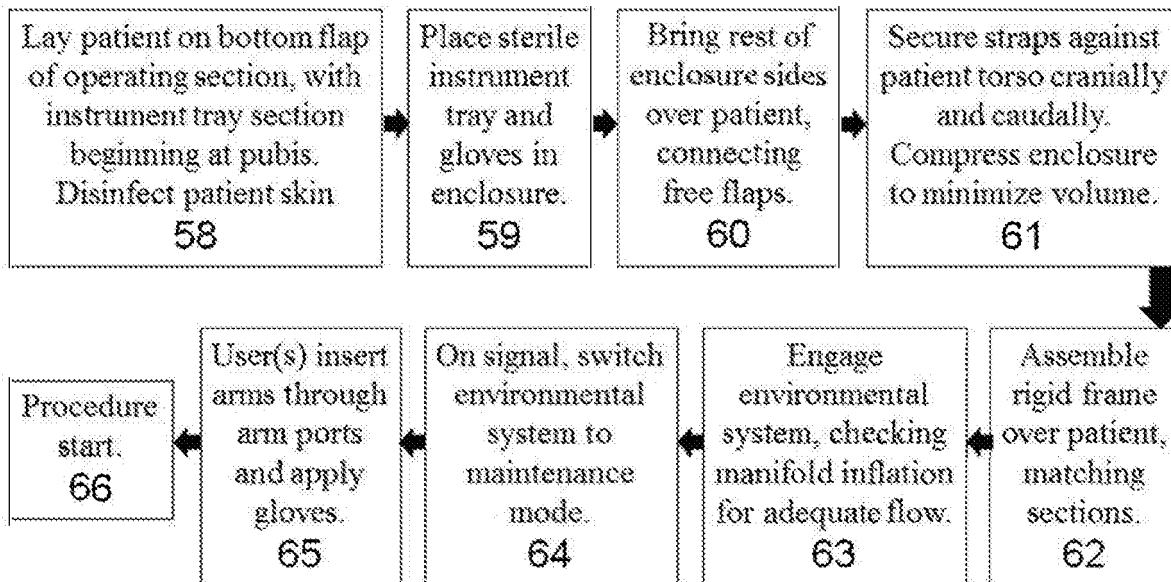 Lay patient on bottom flap
of operating section, with
instrument tray section
beginning at pubis.
Disinfect patient skin
58
Place sterile
instrument
tray and
gloves in
enclosure.
59
Bring rest of
enclosure sides
over patient,
connecting
free flaps.
60
Secure straps against
patient torso cranially
and caudally.
Compress enclosure
to minimize volume.
61
Assemble
rigid frame
over patient,
matching
sections.
62
Engage
environmental
system, checking
manifold inflation
for adequate flow.
63
On signal, switch
environmental
system to
maintenance
mode.
64
User(s) insert
arms through
arm ports
and apply
gloves.
65
Procedure
start.
66